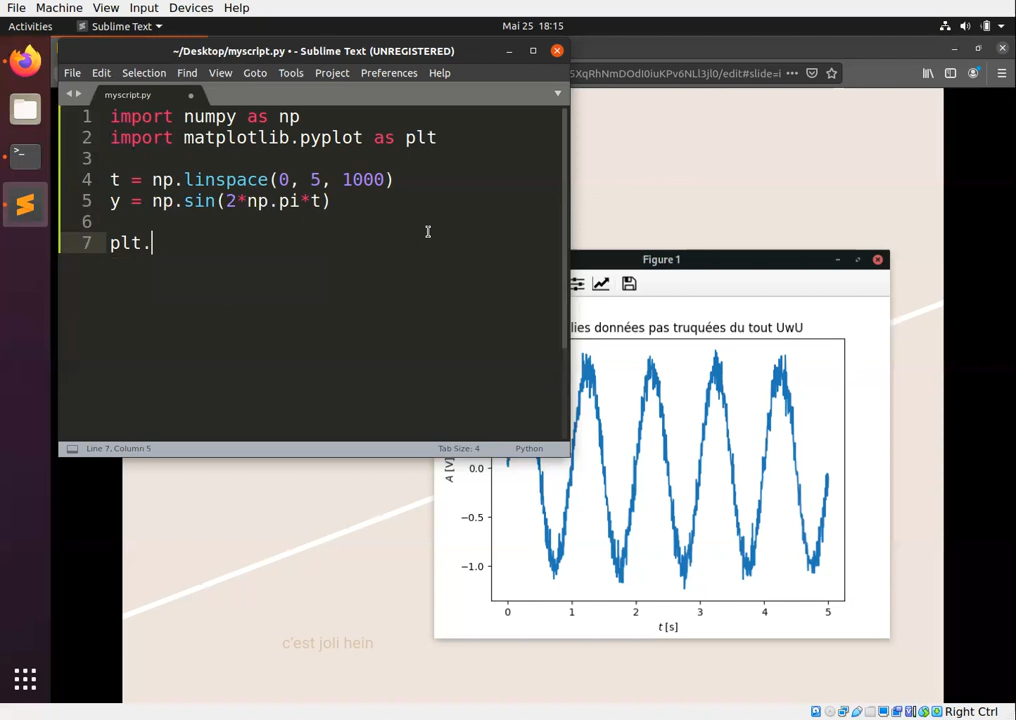 File Machine View Input Devices Help
Activities Sublime Text Mai 25 18:15
~/Desktop/myscript.py • - Sublime Text (UNREGISTERED)
File Edit Selection Find View Goto Tools Project Preferences Help
5XqRhNmDOdI0iuKPv6NLl3jl0/edit#slide=i
myscript.py
1 import numpy as np
2 import matplotlib.pyplot as plt
3
4 t = np.linspace(0, 5, 1000)
5 y = np.sin(2*np.pi*t)
6
7 plt.
Line 7, Column 5 Tab Size: 4 Python
Figure 1
lies données pas truquées du tout UwU
A [V]
0.0
−0.5
−1.0
0 1 2 3 4 5
t [s]
c'est joli hein
Right Ctrl